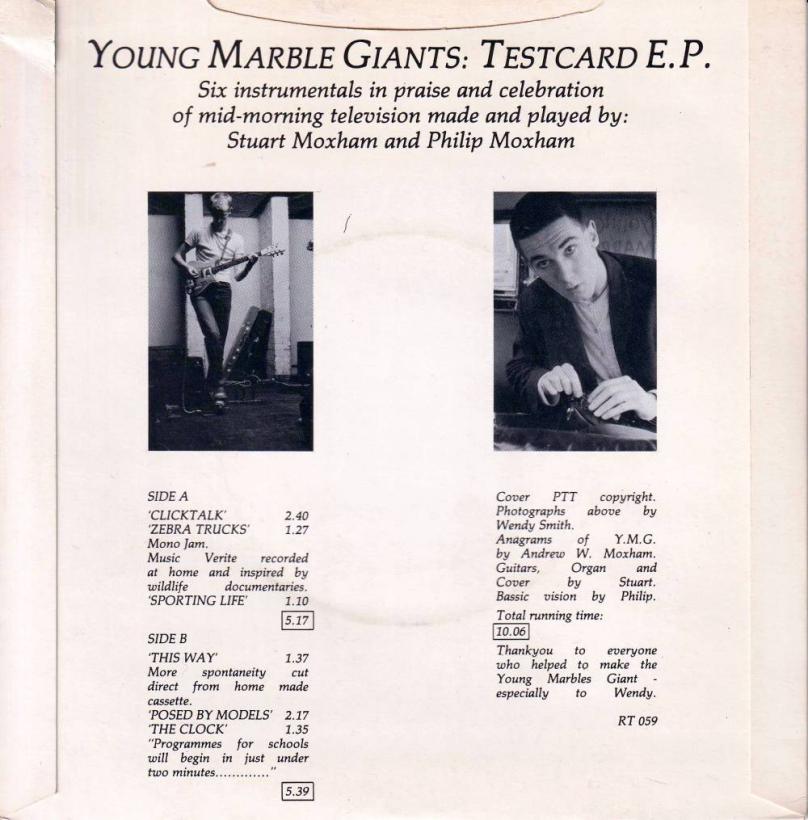 YOUNG MARBLE GIANTS: TESTCARD E.P.
Six instrumentals in praise and celebration
of mid-morning television made and played by:
Stuart Moxham and Philip Moxham
SIDE A
'CLICKTALK' 2.40
'ZEBRA TRUCKS' 1.27
Mono Jam.
Music Verite recorded
at home and inspired by
wildlife documentaries.
'SPORTING LIFE' 1.10
5.17
SIDE B
'THIS WAY' 1.37
More spontaneity cut
direct from home made
cassette.
'POSED BY MODELS' 2.17
'THE CLOCK' 1.35
"Programmes for schools
will begin in just under
two minutes............."
5.39
Cover PTT copyright.
Photographs above by
Wendy Smith.
Anagrams of Y.M.G.
by Andrew W. Moxham.
Guitars, Organ and
Cover by Stuart.
Bassic vision by Philip.
Total running time:
10.06
Thankyou to everyone
who helped to make the
Young Marbles Giant -
especially to Wendy.
RT 059